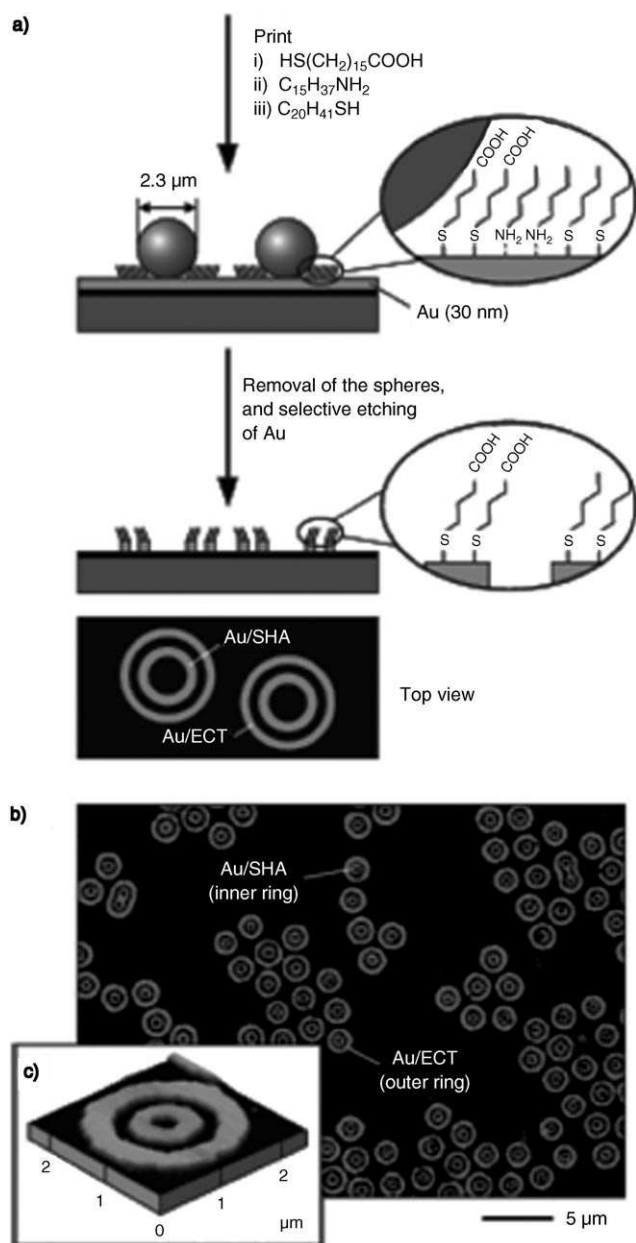 a)
Print
i) HS(CH2)15COOH
ii) C15H37NH2
iii) C20H41SH
2.3 µm
COOH
COOH
S S NH2 NH2 S S
Au (30 nm)
Removal of the spheres,
and selective etching
of Au
COOH
COOH
S S S S
Au/SHA
Au/ECT
Top view
b)
Au/SHA
(inner ring)
Au/ECT
(outer ring)
c)
2
1
0
1
2
µm
5 µm